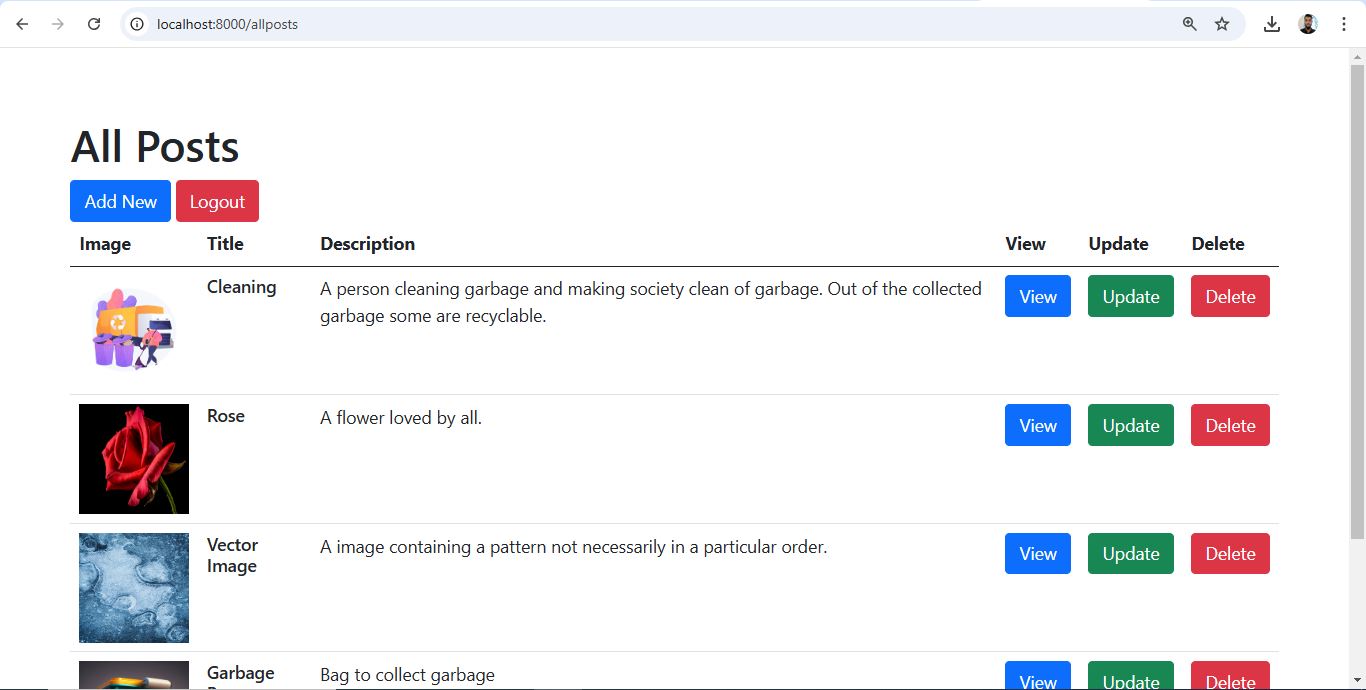 localhost:8000/allposts
All Posts
Add New Logout
Image Title Description View Update Delete
Cleaning A person cleaning garbage and making society clean of garbage. Out of the collected View Update Delete
garbage some are recyclable.
Rose A flower loved by all. View Update Delete
Vector A image containing a pattern not necessarily in a particular order. View Update Delete
Image
Garbage Bag to collect garbage View Update Delete